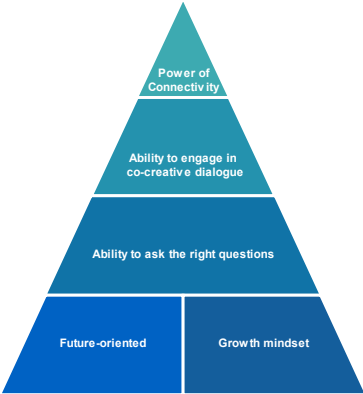 Power of
Connectivity
Ability to engage in
co-creative dialogue
Ability to ask the right questions
Future-oriented
Growth mindset